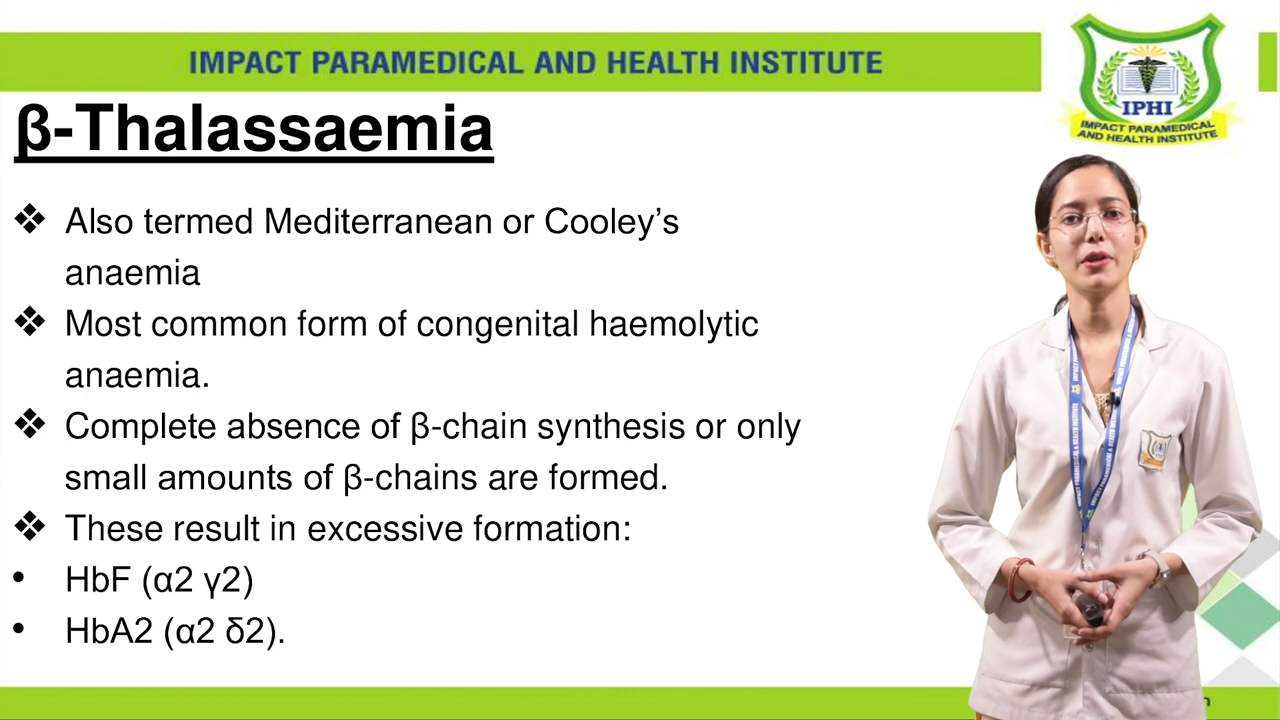 IMPACT PARAMEDICAL AND HEALTH INSTITUTE
IPHI
IMPACT PARAMEDICAL
AND HEALTH INSTITUTE
β-Thalassaemia
❖ Also termed Mediterranean or Cooley’s
anaemia
❖ Most common form of congenital haemolytic
anaemia.
❖ Complete absence of β-chain synthesis or only
small amounts of β-chains are formed.
❖ These result in excessive formation:
• HbF (α2 γ2)
• HbA2 (α2 δ2).